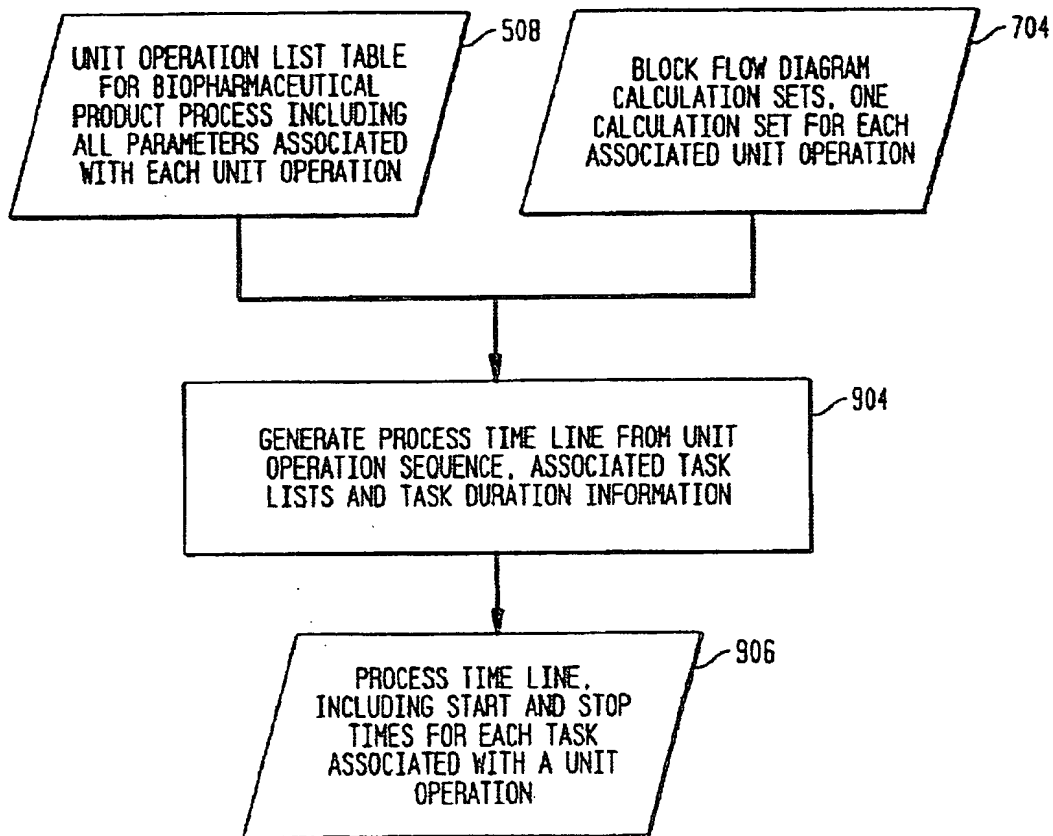 UNIT OPERATION LIST TABLE
FOR BIOPHARMACEUTICAL
PRODUCT PROCESS INCLUDING
ALL PARAMETERS ASSOCIATED
WITH EACH UNIT OPERATION
508
BLOCK FLOW DIAGRAM
CALCULATION SETS, ONE
CALCULATION SET FOR EACH
ASSOCIATED UNIT OPERATION
704
GENERATE PROCESS TIME LINE FROM UNIT
OPERATION SEQUENCE, ASSOCIATED TASK
LISTS AND TASK DURATION INFORMATION
904
PROCESS TIME LINE,
INCLUDING START AND STOP
TIMES FOR EACH TASK
ASSOCIATED WITH A UNIT
OPERATION
906